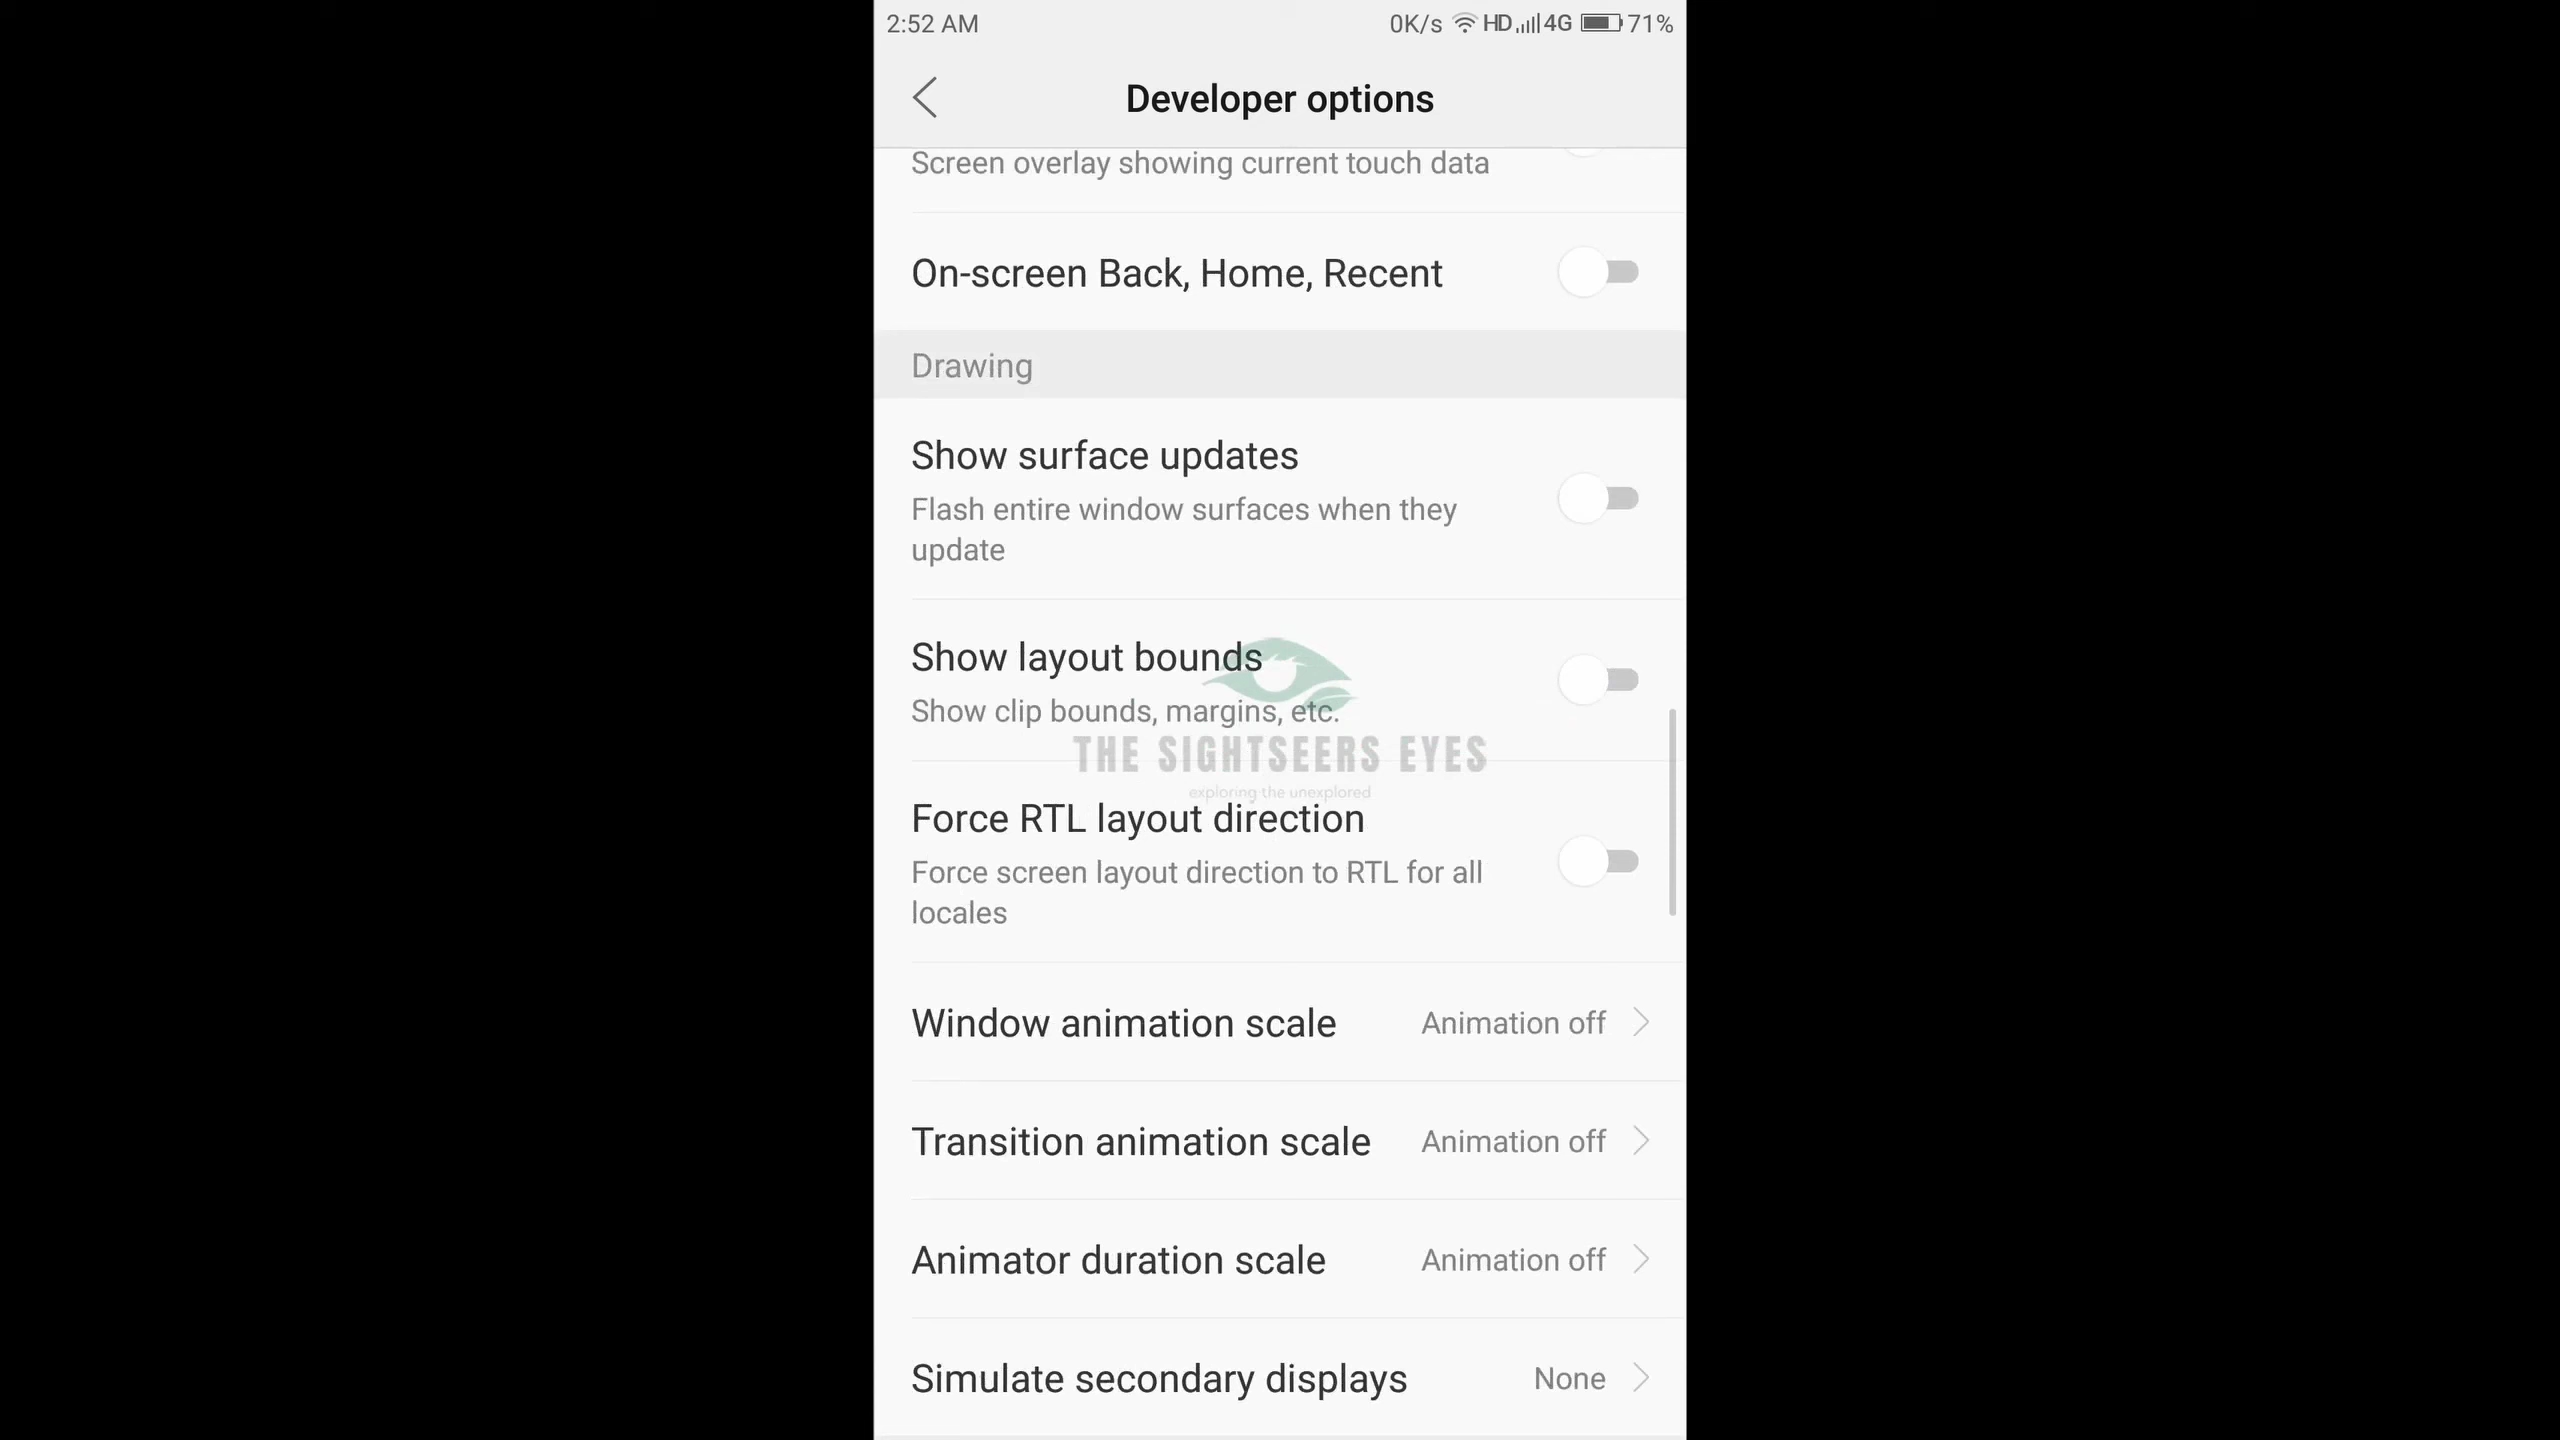 2:52 AM 0K/s HD 4G 71%
Developer options
Screen overlay showing current touch data
On-screen Back, Home, Recent
Drawing
Show surface updates
Flash entire window surfaces when they
update
Show layout bounds
Show clip bounds, margins, etc.
THE SIGHTSEERS EYES
exploring the unexplored
Force RTL layout direction
Force screen layout direction to RTL for all
locales
Window animation scale Animation off
Transition animation scale Animation off
Animator duration scale Animation off
Simulate secondary displays None